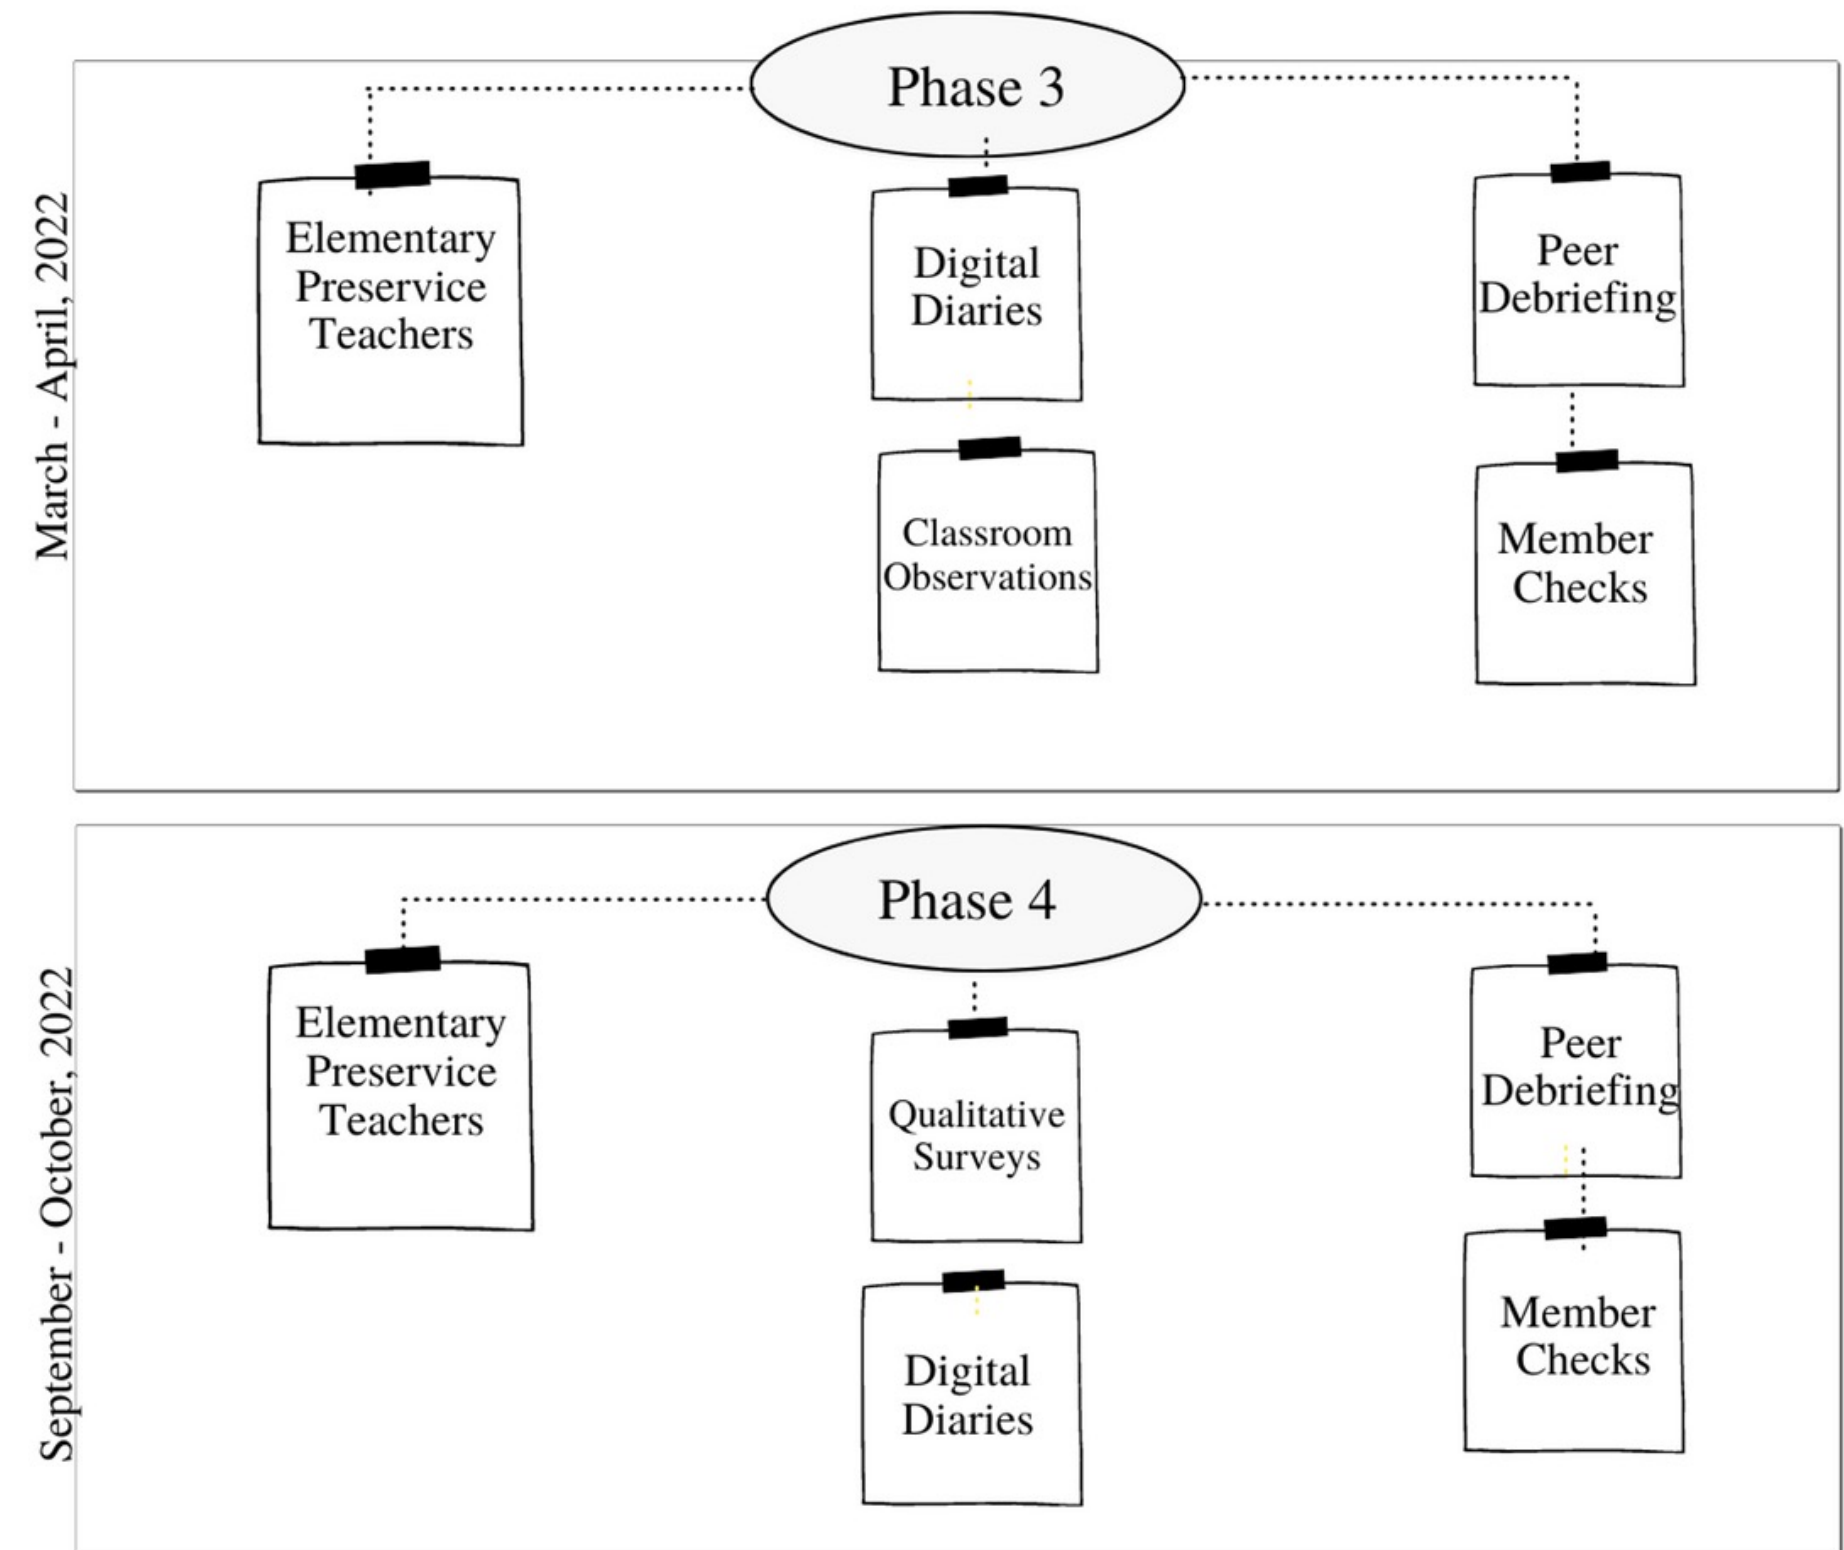 Phase 3
March - April, 2022
Elementary
Preservice
Teachers
Digital
Diaries
Classroom
Observations
Peer
Debriefing
Member
Checks
Phase 4
September - October, 2022
Elementary
Preservice
Teachers
Qualitative
Surveys
Digital
Diaries
Peer
Debriefing
Member
Checks